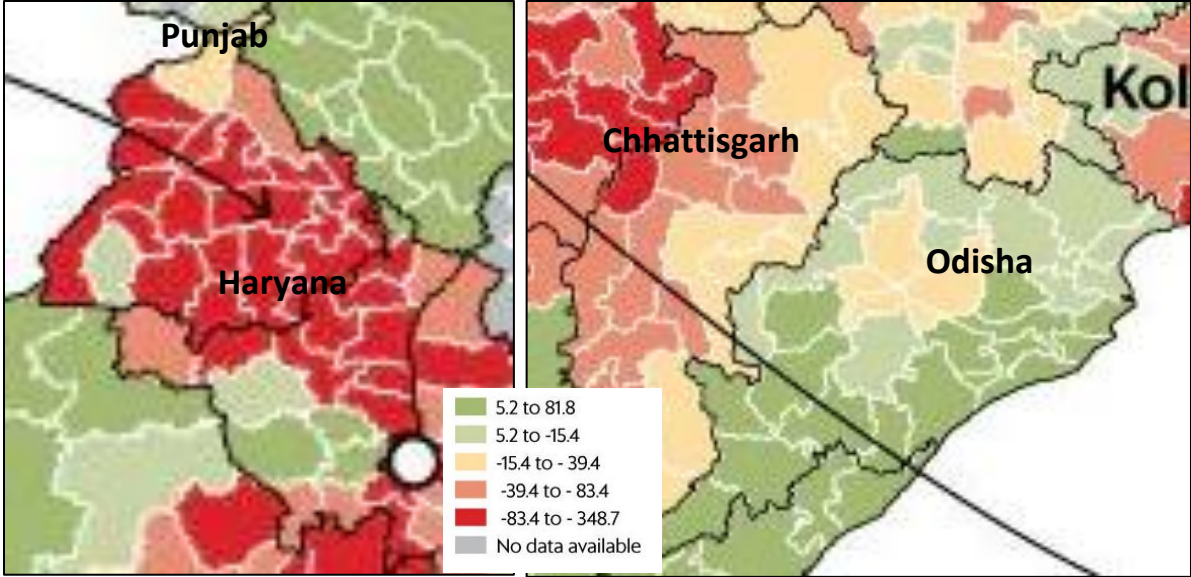 Punjab
Haryana
Chhattisgarh
Kol
Odisha
5.2 to 81.8
5.2 to -15.4
-15.4 to - 39.4
-39.4 to - 83.4
-83.4 to - 348.7
No data available